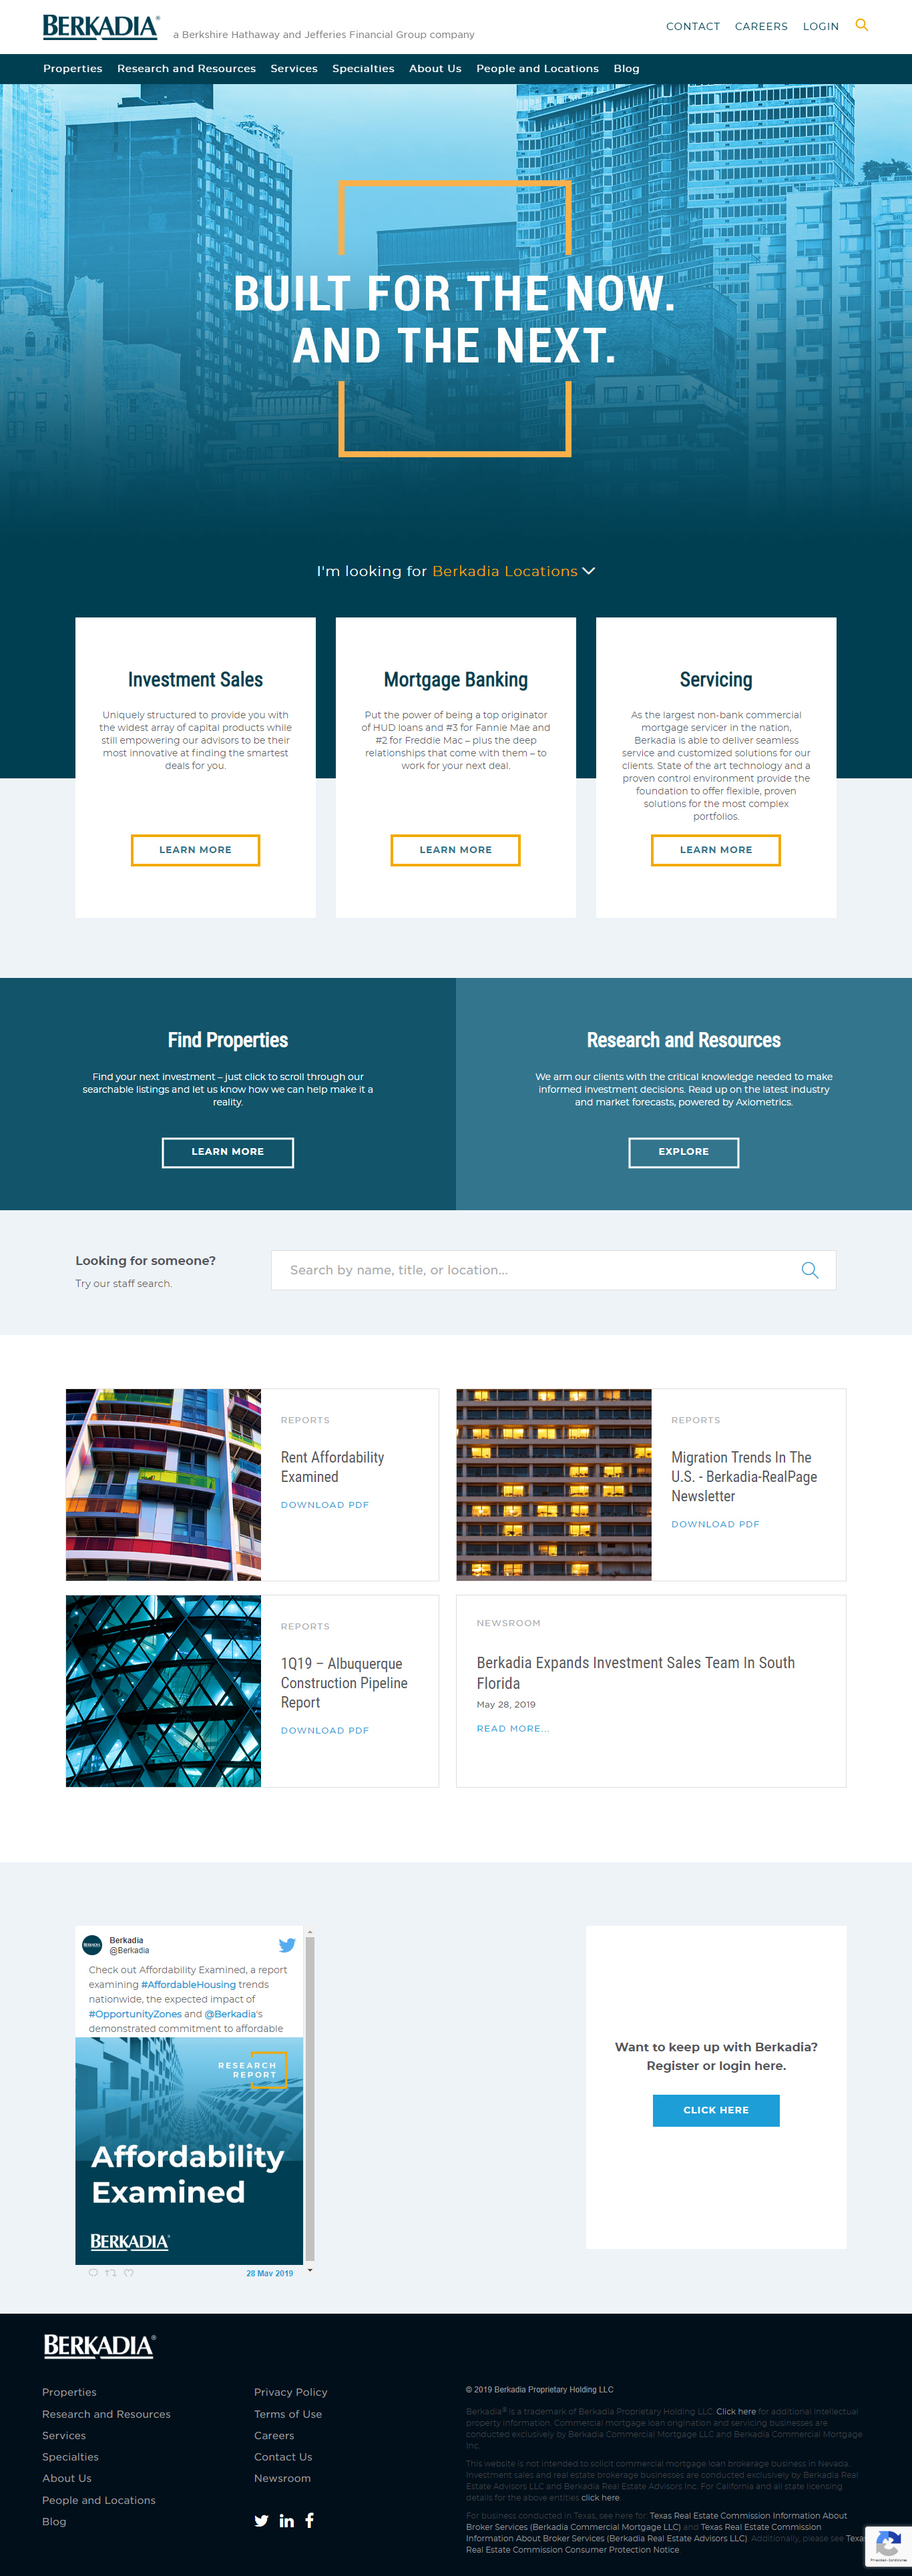 BERKADIA®
a Berkshire Hathaway and Jefferies Financial Group company
CONTACT CAREERS LOGIN
Properties Research and Resources Services Specialties About Us People and Locations Blog
BUILT FOR THE NOW.
AND THE NEXT.
I'm looking for Berkadia Locations
Investment Sales
Uniquely structured to provide you with
the widest array of capital products while
still empowering our advisors to be their
most innovative at finding the smartest
deals for you.
LEARN MORE
Mortgage Banking
Put the power of being a top originator
of HUD loans and #3 for Fannie Mae and
#2 for Freddie Mac – plus the deep
relationships that come with them – to
work for your next deal.
LEARN MORE
Servicing
As the largest non-bank commercial
mortgage servicer in the nation,
Berkadia is able to deliver seamless
service and customized solutions for our
clients. State of the art technology and a
proven control environment provide the
foundation to offer flexible, proven
solutions for the most complex
portfolios.
LEARN MORE
Find Properties
Find your next investment – just click to scroll through our
searchable listings and let us know how we can help make it a
reality.
LEARN MORE
Research and Resources
We arm our clients with the critical knowledge needed to make
informed investment decisions. Read up on the latest industry
and market forecasts, powered by Axiometrics.
EXPLORE
Looking for someone?
Try our staff search.
Search by name, title, or location...
REPORTS
Rent Affordability
Examined
DOWNLOAD PDF
REPORTS
Migration Trends In The
U.S. - Berkadia-RealPage
Newsletter
DOWNLOAD PDF
REPORTS
1Q19 – Albuquerque
Construction Pipeline
Report
DOWNLOAD PDF
NEWSROOM
Berkadia Expands Investment Sales Team In South
Florida
May 28, 2019
READ MORE...
Berkadia
@Berkadia
Check out Affordability Examined, a report
examining #AffordableHousing trends
nationwide, the expected impact of
#OpportunityZones and @Berkadia's
demonstrated commitment to affordable
RESEARCH
REPORT
Affordability
Examined
BERKADIA®
28 May 2019
Want to keep up with Berkadia?
Register or login here.
CLICK HERE
BERKADIA®
Properties
Research and Resources
Services
Specialties
About Us
People and Locations
Blog
Privacy Policy
Terms of Use
Careers
Contact Us
Newsroom
© 2019 Berkadia Proprietary Holding LLC
Berkadia® is a trademark of Berkadia Proprietary Holding LLC. Click here for additional intellectual
property information. Commercial mortgage loan origination and servicing businesses are
conducted exclusively by Berkadia Commercial Mortgage LLC and Berkadia Commercial Mortgage
Inc.
This website is not intended to solicit commercial mortgage loan brokerage business in Nevada.
Investment sales and real estate brokerage businesses are conducted exclusively by Berkadia Real
Estate Advisors LLC and Berkadia Real Estate Advisors Inc. For California and all state licensing
details for the above entities click here.
For business conducted in Texas, see here for: Texas Real Estate Commission Information About
Broker Services (Berkadia Commercial Mortgage LLC) and Texas Real Estate Commission
Information About Broker Services (Berkadia Real Estate Advisors LLC). Additionally, please see Texas
Real Estate Commission Consumer Protection Notice